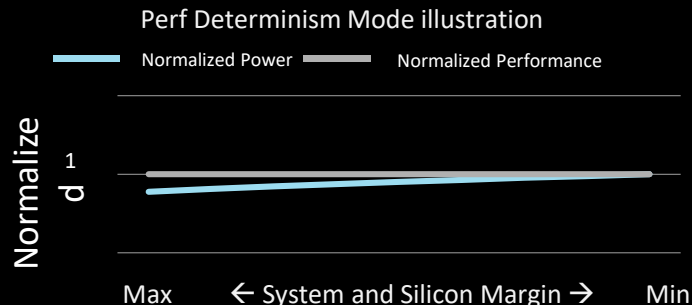 Perf Determinism Mode illustration
Normalized Power
Normalized Performance
Normalize
d
1
Max
← System and Silicon Margin →
Min